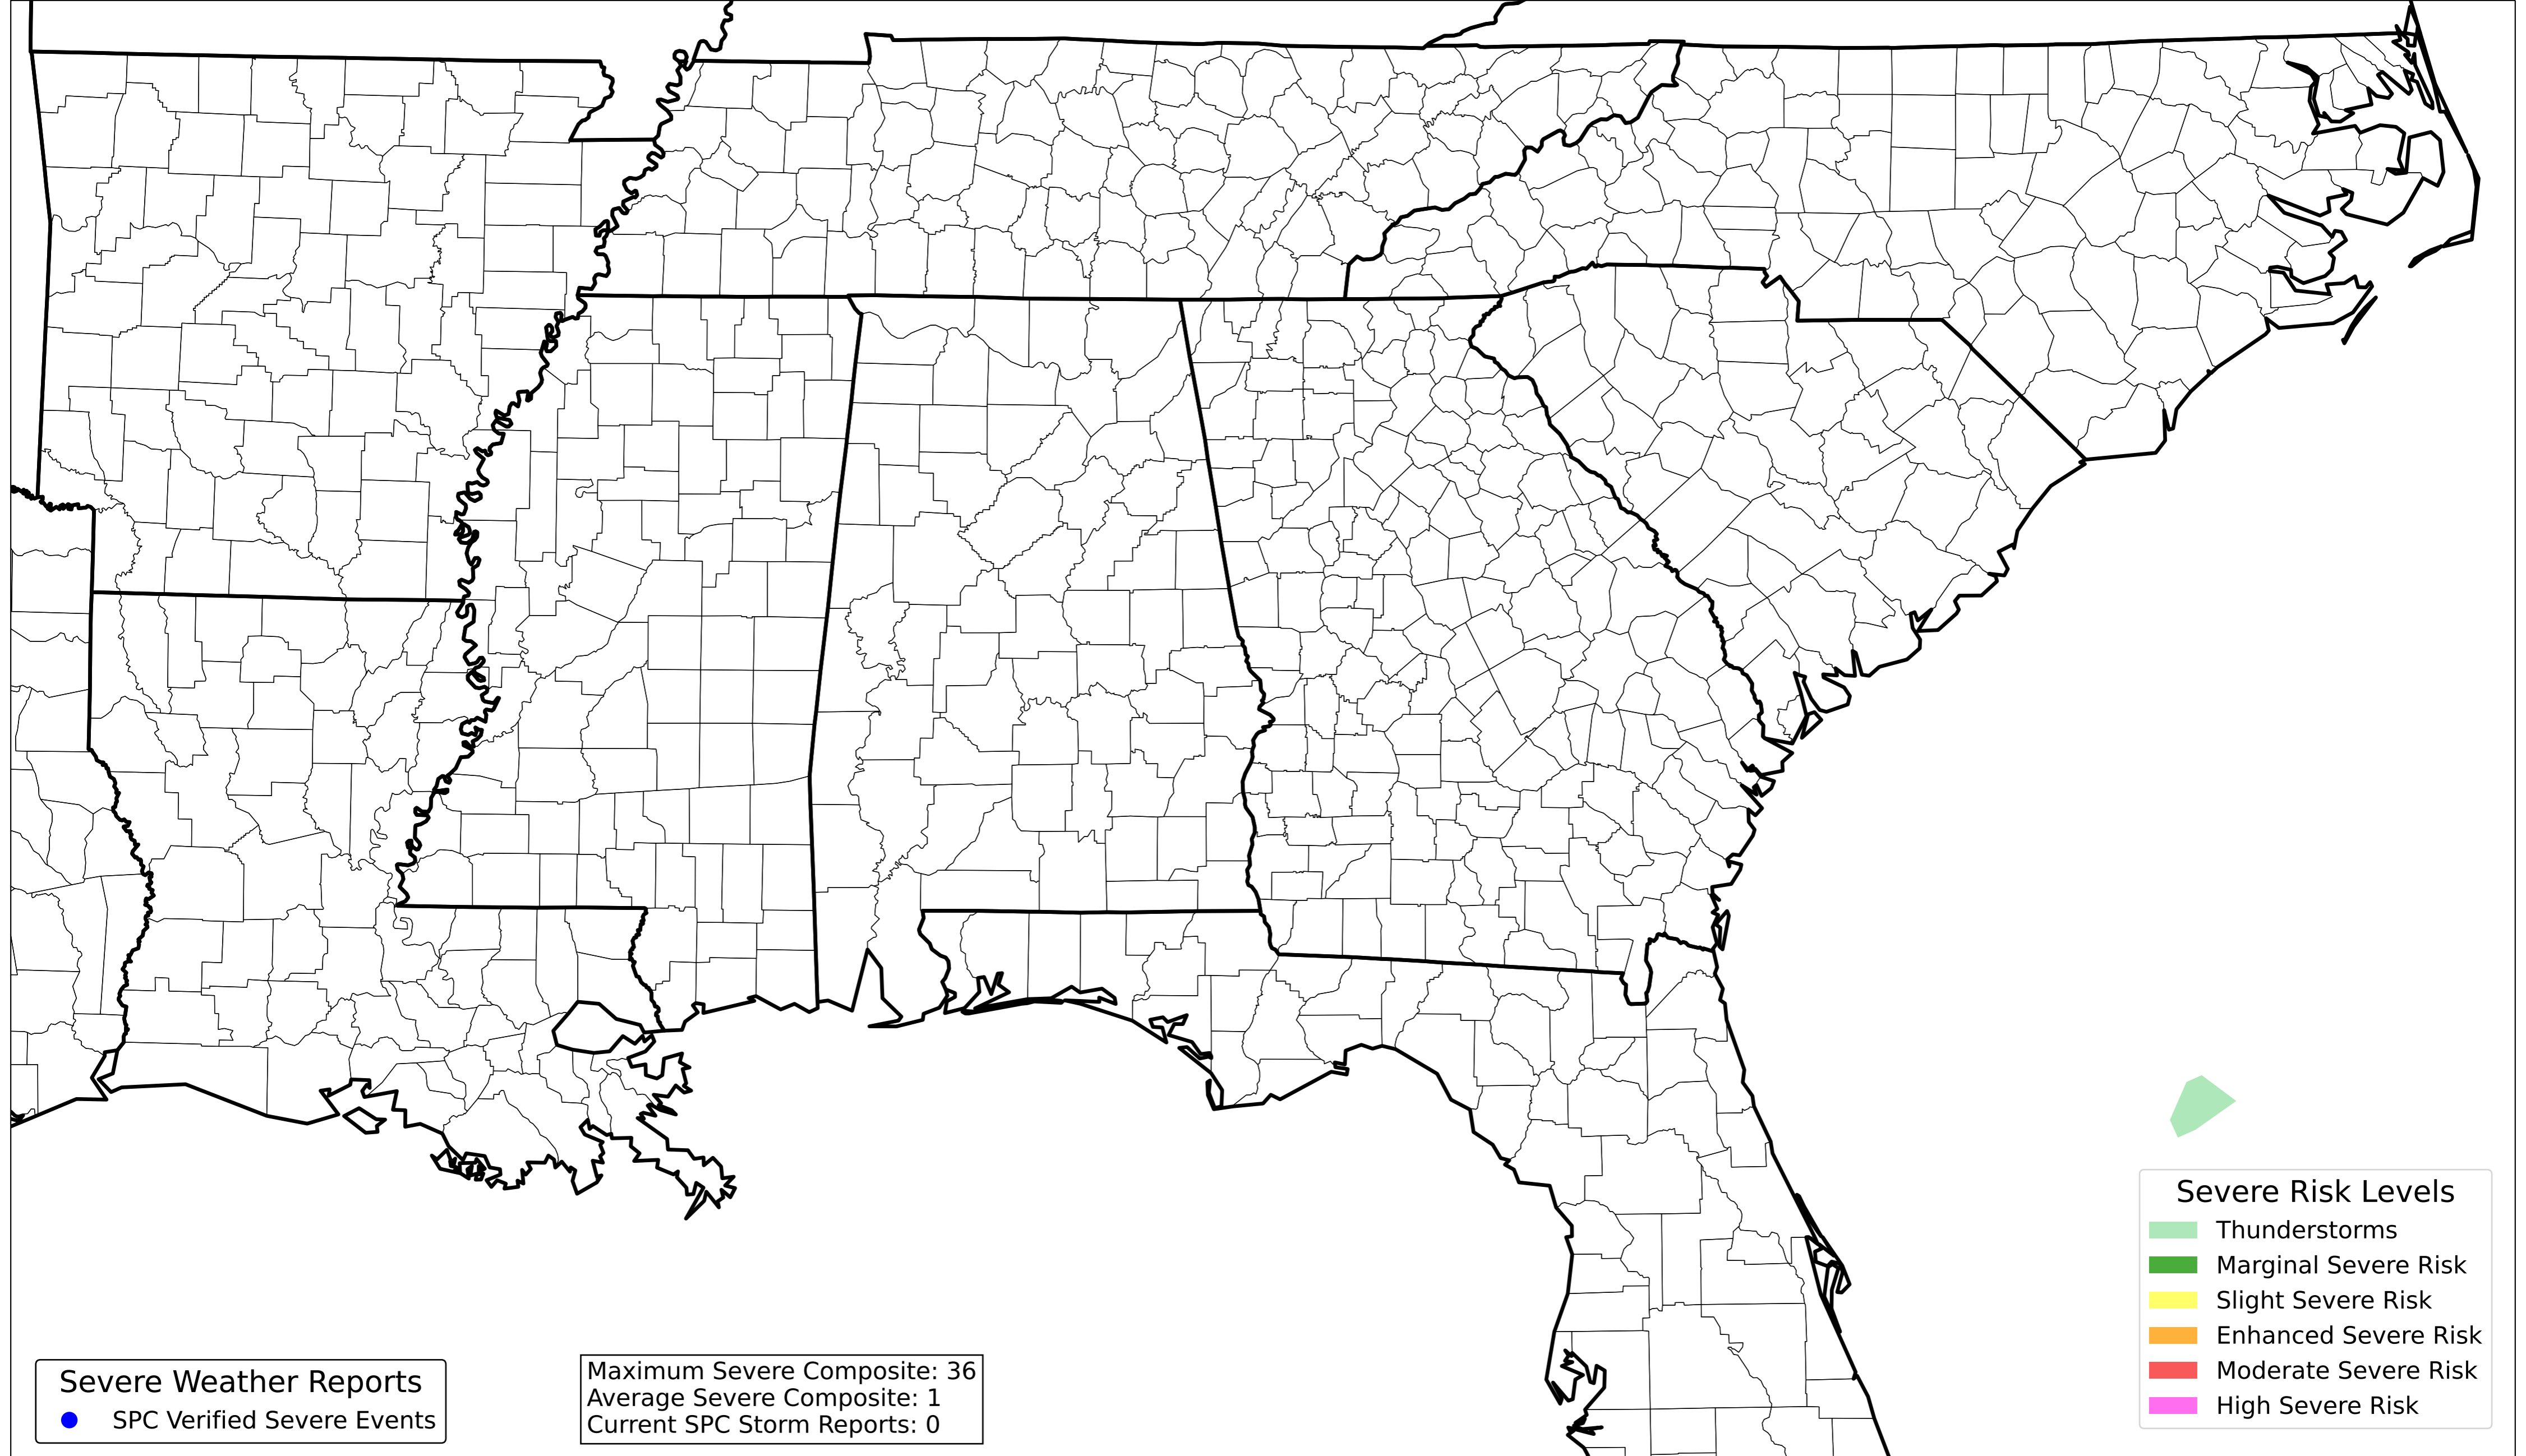 Severe Risk Levels
Thunderstorms
Marginal Severe Risk
Slight Severe Risk
Enhanced Severe Risk
Moderate Severe Risk
High Severe Risk
Severe Weather Reports
SPC Verified Severe Events
Maximum Severe Composite: 36
Average Severe Composite: 1
Current SPC Storm Reports: 0